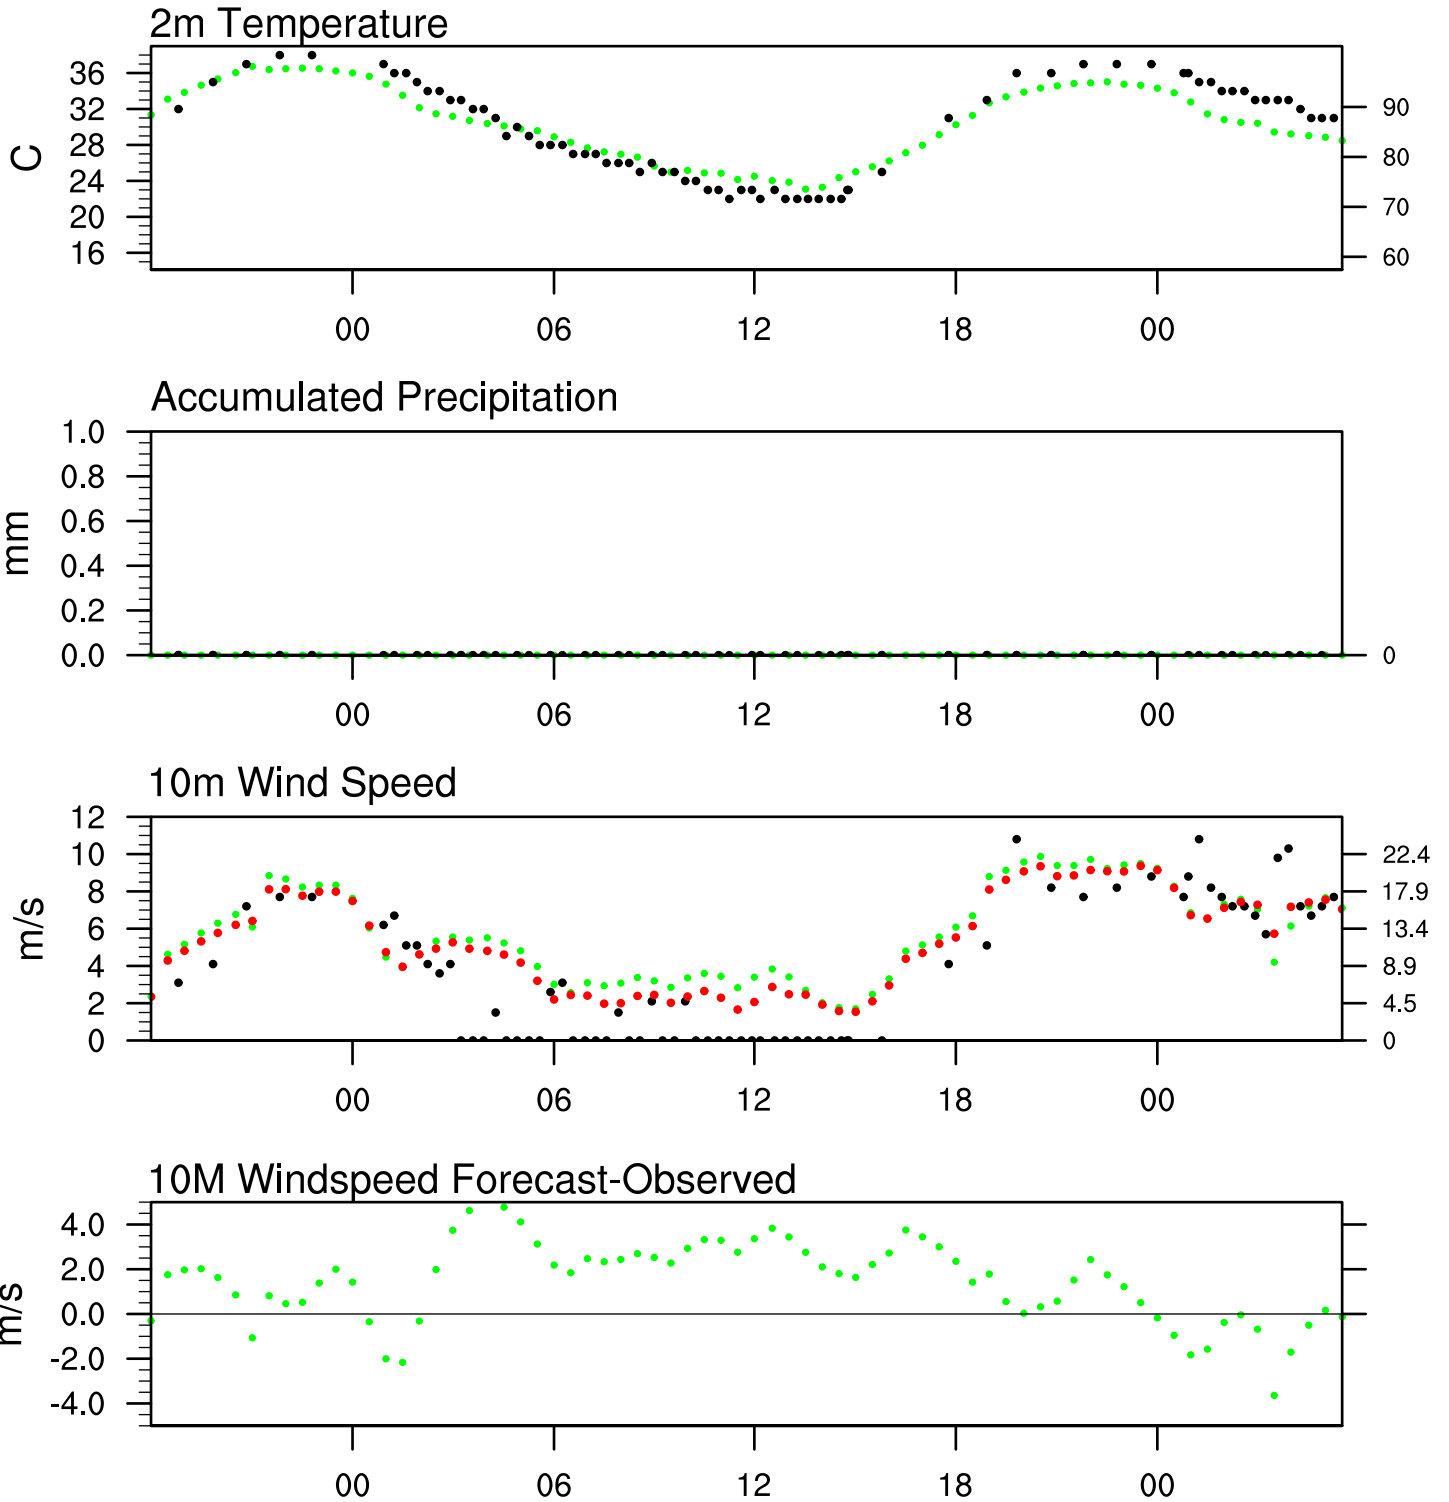 2m Temperature
36
32
28
24
20
16
C
90
80
70
60
00 06 12 18 00
Accumulated Precipitation
1.0
0.8
0.6
0.4
0.2
0.0
mm
0
00 06 12 18 00
10m Wind Speed
12
10
8
6
4
2
0
m/s
22.4
17.9
13.4
8.9
4.5
0
00 06 12 18 00
10M Windspeed Forecast-Observed
4.0
2.0
0.0
-2.0
-4.0
m/s
00 06 12 18 00